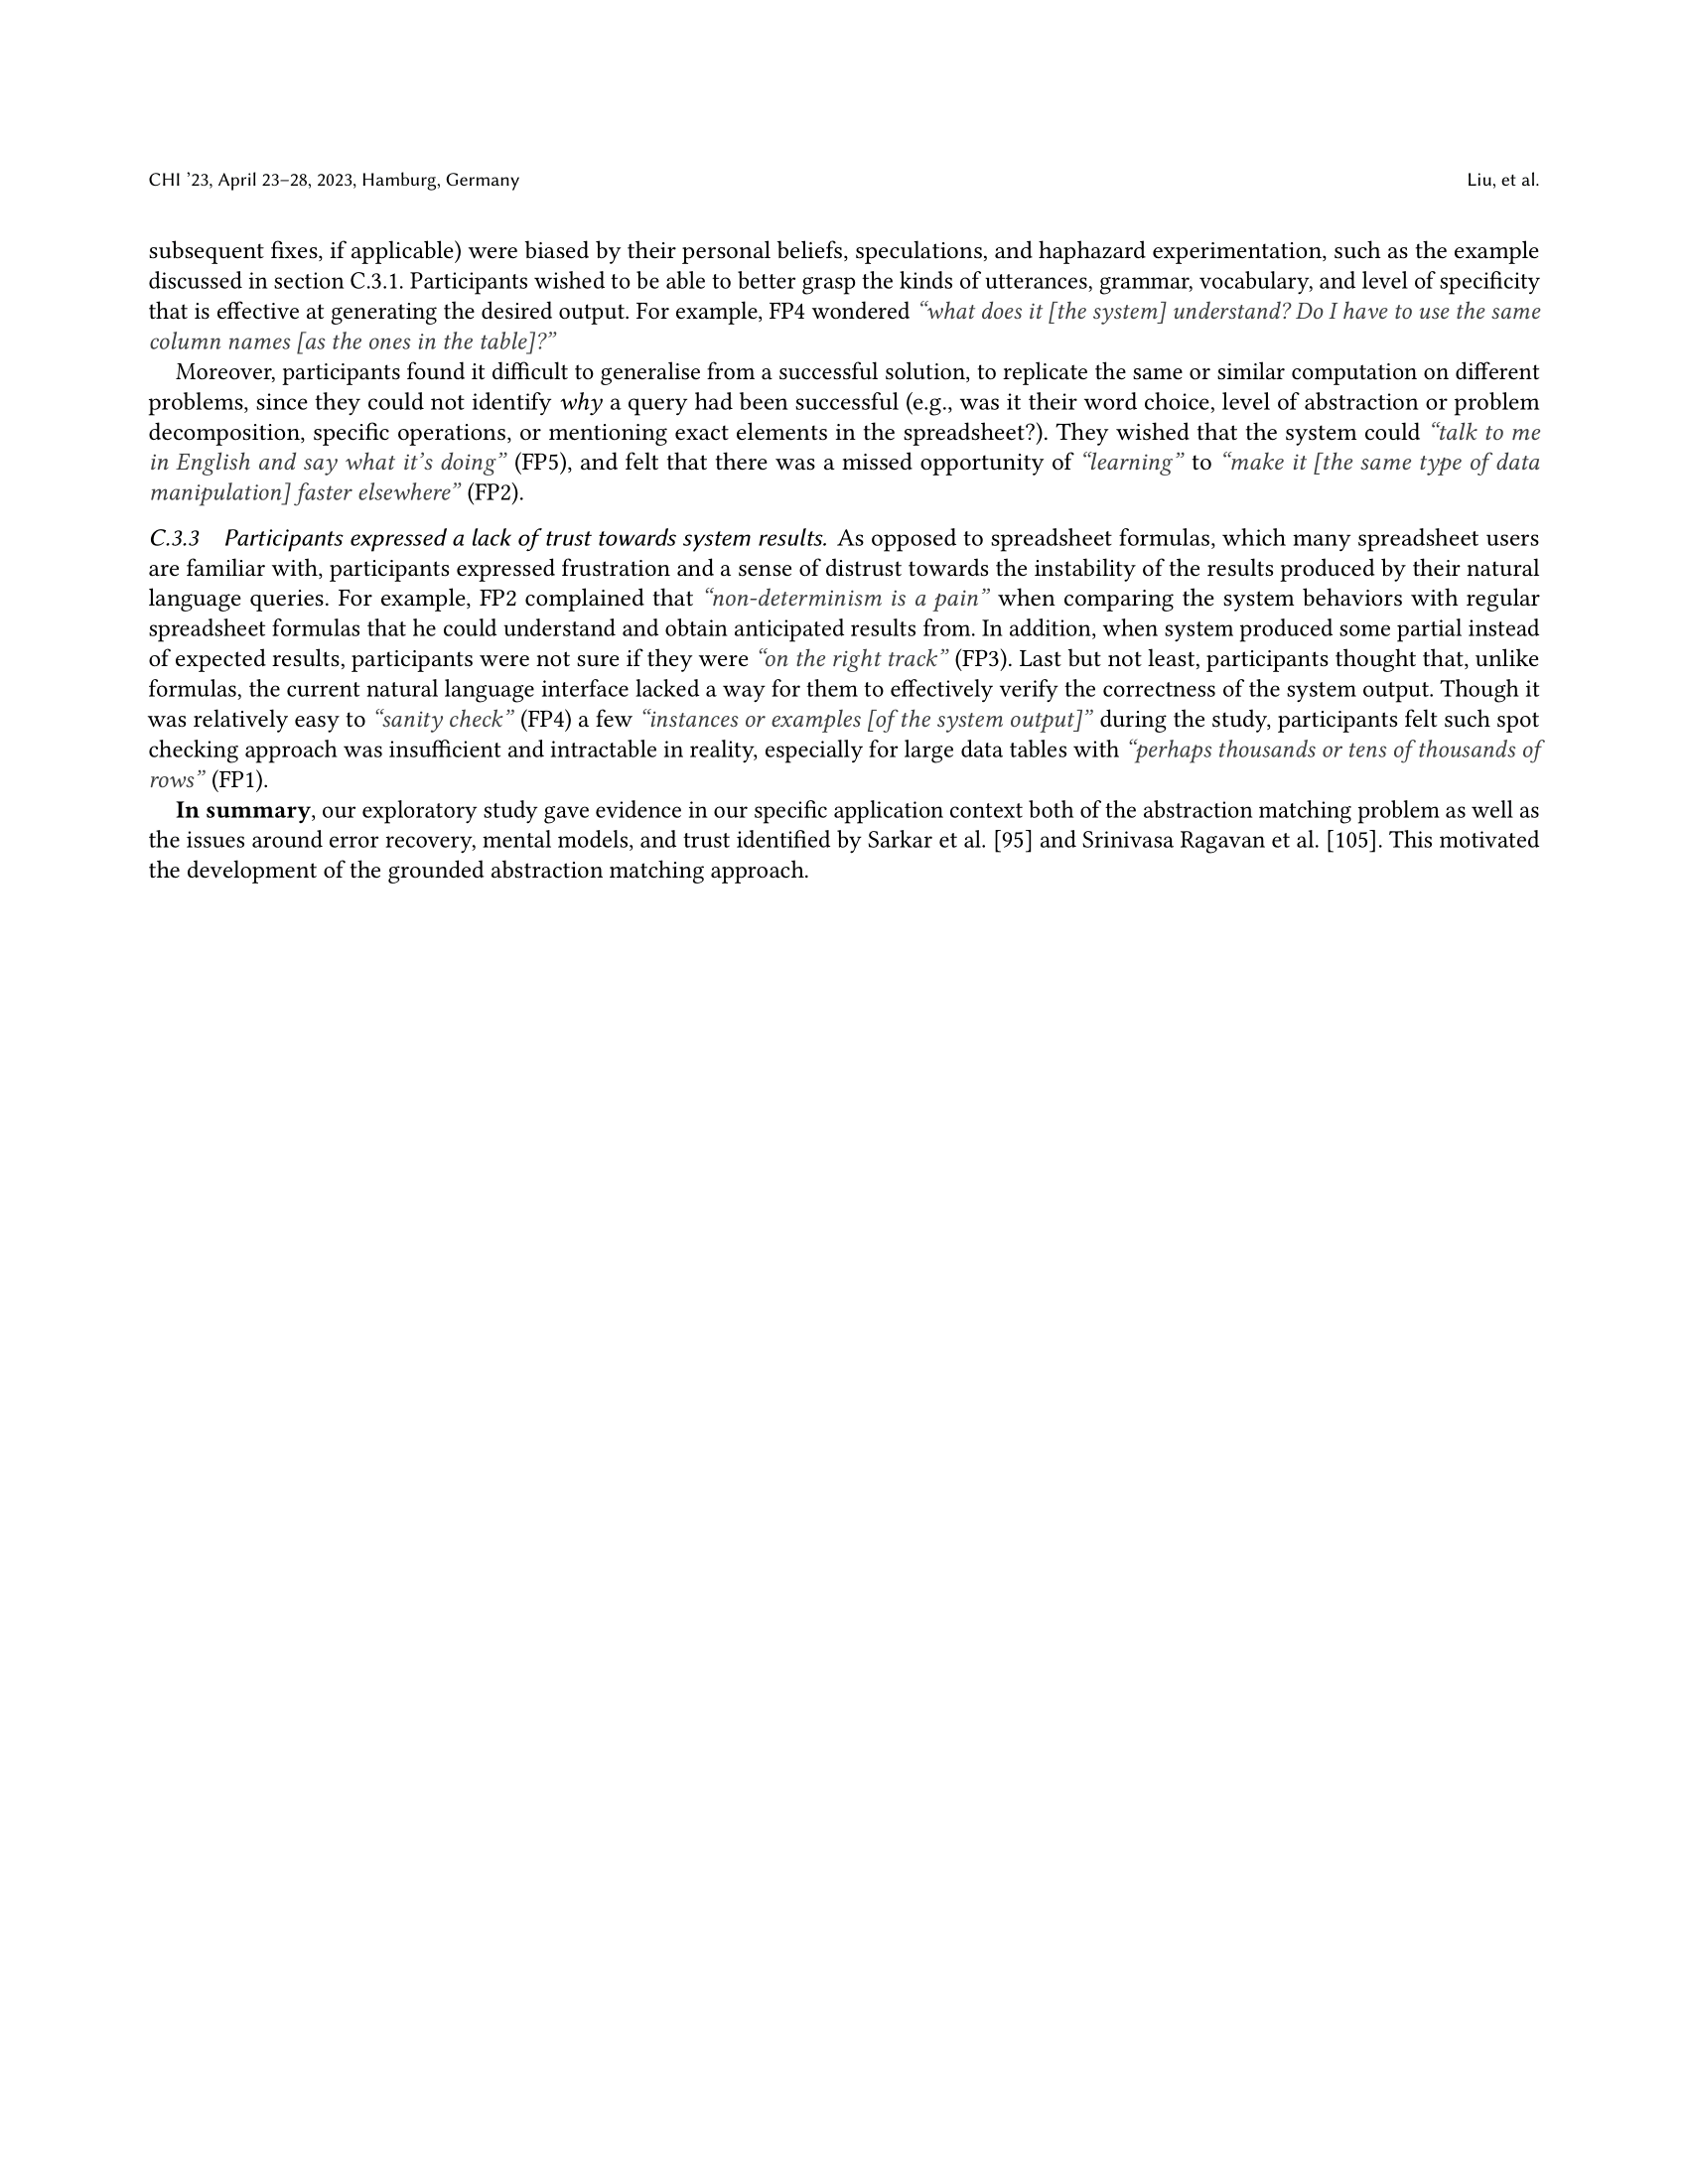 CHI ’23, April 23–28, 2023, Hamburg, Germany
Liu, et al.
subsequent fixes, if applicable) were biased by their personal beliefs, speculations, and haphazard experimentation, such as the example
discussed in section C.3.1. Participants wished to be able to better grasp the kinds of utterances, grammar, vocabulary, and level of specificity
that is effective at generating the desired output. For example, FP4 wondered “what does it [the system] understand? Do I have to use the same
column names [as the ones in the table]?”
Moreover, participants found it difficult to generalise from a successful solution, to replicate the same or similar computation on different
problems, since they could not identify why a query had been successful (e.g., was it their word choice, level of abstraction or problem
decomposition, specific operations, or mentioning exact elements in the spreadsheet?). They wished that the system could “talk to me
in English and say what it’s doing” (FP5), and felt that there was a missed opportunity of “learning” to “make it [the same type of data
manipulation] faster elsewhere” (FP2).
C.3.3 Participants expressed a lack of trust towards system results. As opposed to spreadsheet formulas, which many spreadsheet users
are familiar with, participants expressed frustration and a sense of distrust towards the instability of the results produced by their natural
language queries. For example, FP2 complained that “non-determinism is a pain” when comparing the system behaviors with regular
spreadsheet formulas that he could understand and obtain anticipated results from. In addition, when system produced some partial instead
of expected results, participants were not sure if they were “on the right track” (FP3). Last but not least, participants thought that, unlike
formulas, the current natural language interface lacked a way for them to effectively verify the correctness of the system output. Though it
was relatively easy to “sanity check” (FP4) a few “instances or examples [of the system output]” during the study, participants felt such spot
checking approach was insufficient and intractable in reality, especially for large data tables with “perhaps thousands or tens of thousands of
rows” (FP1).
In summary, our exploratory study gave evidence in our specific application context both of the abstraction matching problem as well as
the issues around error recovery, mental models, and trust identified by Sarkar et al. [95] and Srinivasa Ragavan et al. [105]. This motivated
the development of the grounded abstraction matching approach.